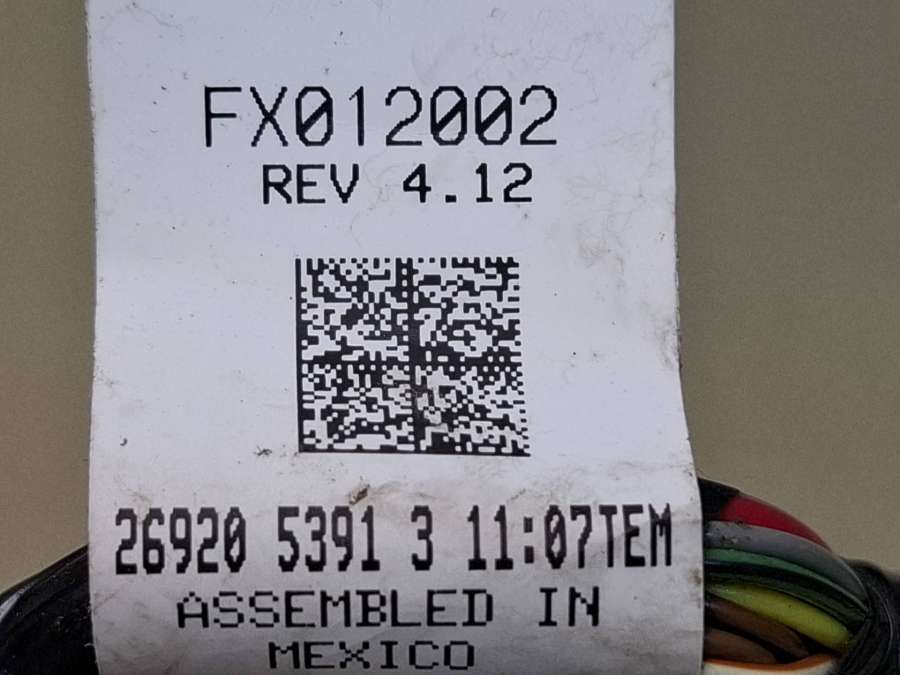 FX012002
REV 4.12
26920 5391 3 11:07TEM
ASSEMBLED IN
MEXICO